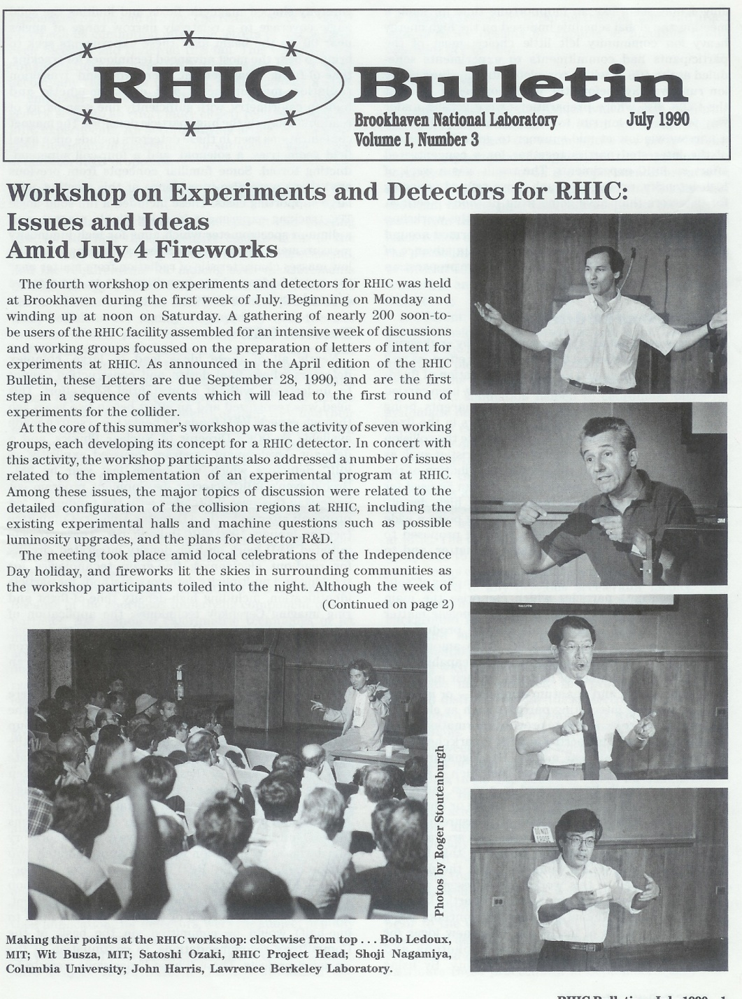 RHIC Bulletin
Brookhaven National Laboratory July 1990
Volume I, Number 3
Workshop on Experiments and Detectors for RHIC:
Issues and Ideas
Amid July 4 Fireworks
The fourth workshop on experiments and detectors for RHIC was held
at Brookhaven during the first week of July. Beginning on Monday and
winding up at noon on Saturday. A gathering of nearly 200 soon-to-
be users of the RHIC facility assembled for an intensive week of discussions
and working groups focussed on the preparation of letters of intent for
experiments at RHIC. As announced in the April edition of the RHIC
Bulletin, these Letters are due September 28, 1990, and are the first
step in a sequence of events which will lead to the first round of
experiments for the collider.
At the core of this summer's workshop was the activity of seven working
groups, each developing its concept for a RHIC detector. In concert with
this activity, the workshop participants also addressed a number of issues
related to the implementation of an experimental program at RHIC.
Among these issues, the major topics of discussion were related to the
detailed configuration of the collision regions at RHIC, including the
existing experimental halls and machine questions such as possible
luminosity upgrades, and the plans for detector R&D.
The meeting took place amid local celebrations of the Independence
Day holiday, and fireworks lit the skies in surrounding communities as
the workshop participants toiled into the night. Although the week of
(Continued on page 2)
Photos by Roger Stoutenburgh
Making their points at the RHIC workshop: clockwise from top . . . Bob Ledoux,
MIT; Wit Busza, MIT; Satoshi Ozaki, RHIC Project Head; Shoji Nagamiya,
Columbia University; John Harris, Lawrence Berkeley Laboratory.
3M
DO NOT
ERASE